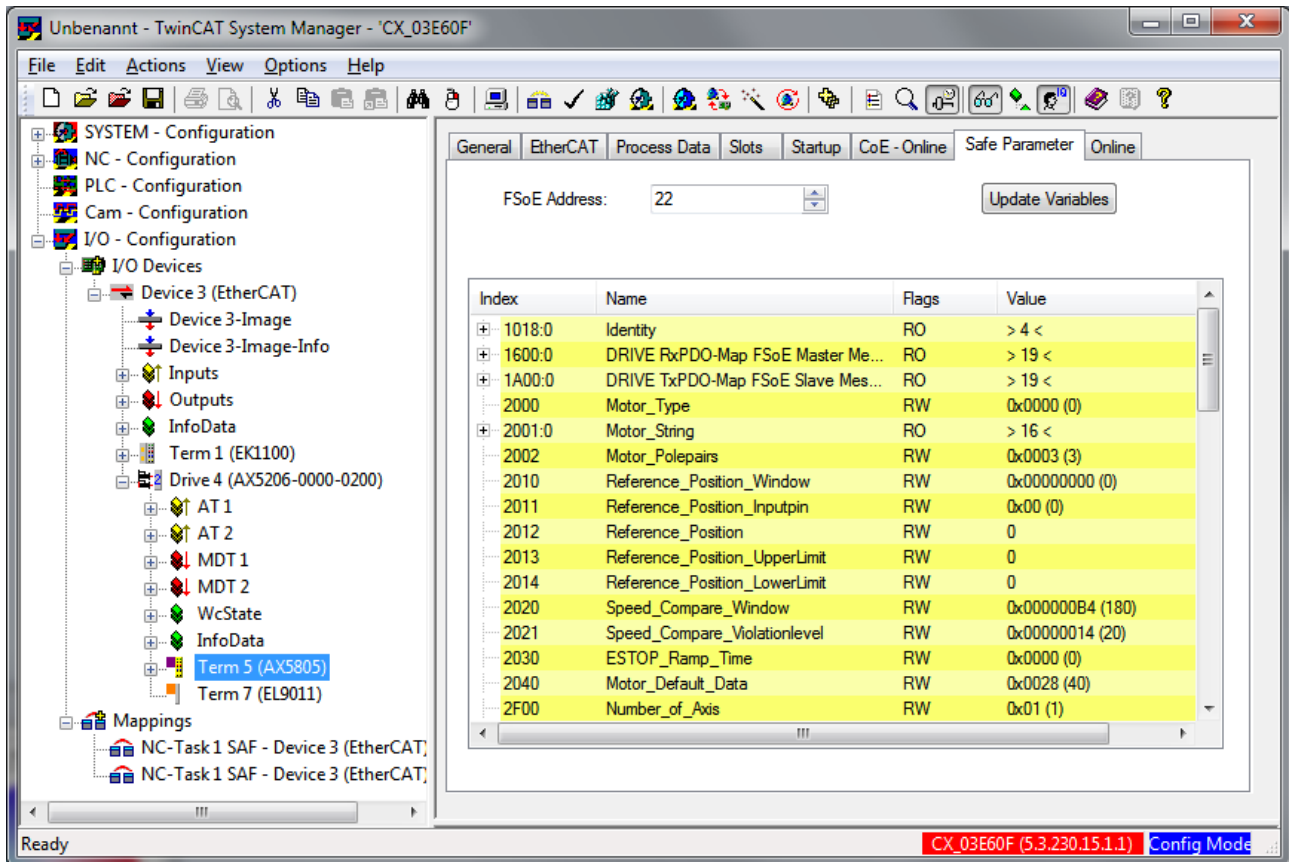 Unbenannt - TwinCAT System Manager - 'CX_03E60F'
File Edit Actions View Options Help
SYSTEM - Configuration
NC - Configuration
PLC - Configuration
Cam - Configuration
I/O - Configuration
I/O Devices
Device 3 (EtherCAT)
Device 3-Image
Device 3-Image-Info
Inputs
Outputs
InfoData
Term 1 (EK1100)
Drive 4 (AX5206-0000-0200)
AT 1
AT 2
MDT 1
MDT 2
WcState
InfoData
Term 5 (AX5805)
Term 7 (EL9011)
Mappings
NC-Task 1 SAF - Device 3 (EtherCAT)
NC-Task 1 SAF - Device 3 (EtherCAT)
General EtherCAT Process Data Slots Startup CoE - Online Safe Parameter Online
FSoE Address: 22 Update Variables
Index Name Flags Value
1018:0 Identity RO > 4 <
1600:0 DRIVE RxPDO-Map FSoE Master Me... RO > 19 <
1A00:0 DRIVE TxPDO-Map FSoE Slave Mes... RO > 19 <
2000 Motor_Type RW 0x0000 (0)
2001:0 Motor_String RO > 16 <
2002 Motor_Polepairs RW 0x0003 (3)
2010 Reference_Position_Window RW 0x00000000 (0)
2011 Reference_Position_Inputpin RW 0x00 (0)
2012 Reference_Position RW 0
2013 Reference_Position_UpperLimit RW 0
2014 Reference_Position_LowerLimit RW 0
2020 Speed_Compare_Window RW 0x000000B4 (180)
2021 Speed_Compare_Violationlevel RW 0x00000014 (20)
2030 ESTOP_Ramp_Time RW 0x0000 (0)
2040 Motor_Default_Data RW 0x0028 (40)
2F00 Number_of_Axis RW 0x01 (1)
Ready CX_03E60F (5.3.230.15.1.1) Config Mode